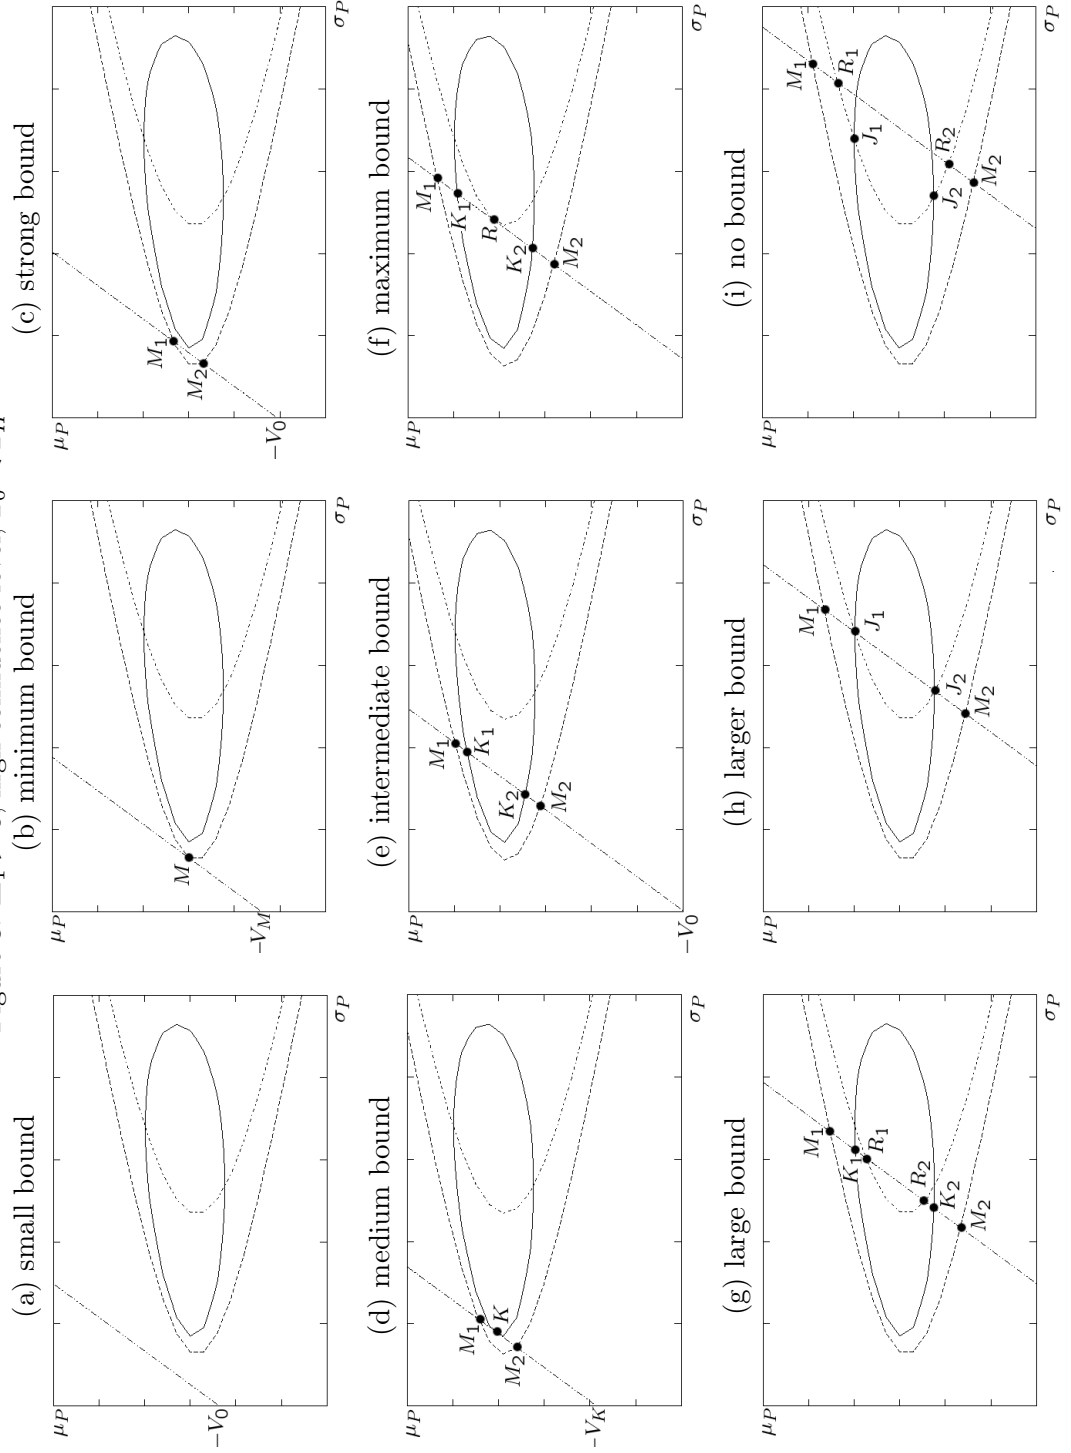 (a) small bound
μP
−V0
σP
(b) minimum bound
μP
M
−VM
σP
(c) strong bound
μP
M1
M2
−V0
σP
(d) medium bound
μP
M1
K
M2
−VK
σP
(e) intermediate bound
μP
M1
K1
K2
M2
−V0
σP
(f) maximum bound
μP
M1
K1
R
K2
M2
σP
(g) large bound
μP
M1
K1
R1
R2
K2
M2
σP
(h) larger bound
μP
M1
J1
J2
M2
σP
(i) no bound
μP
M1
R1
J1
R2
J2
M2
σP